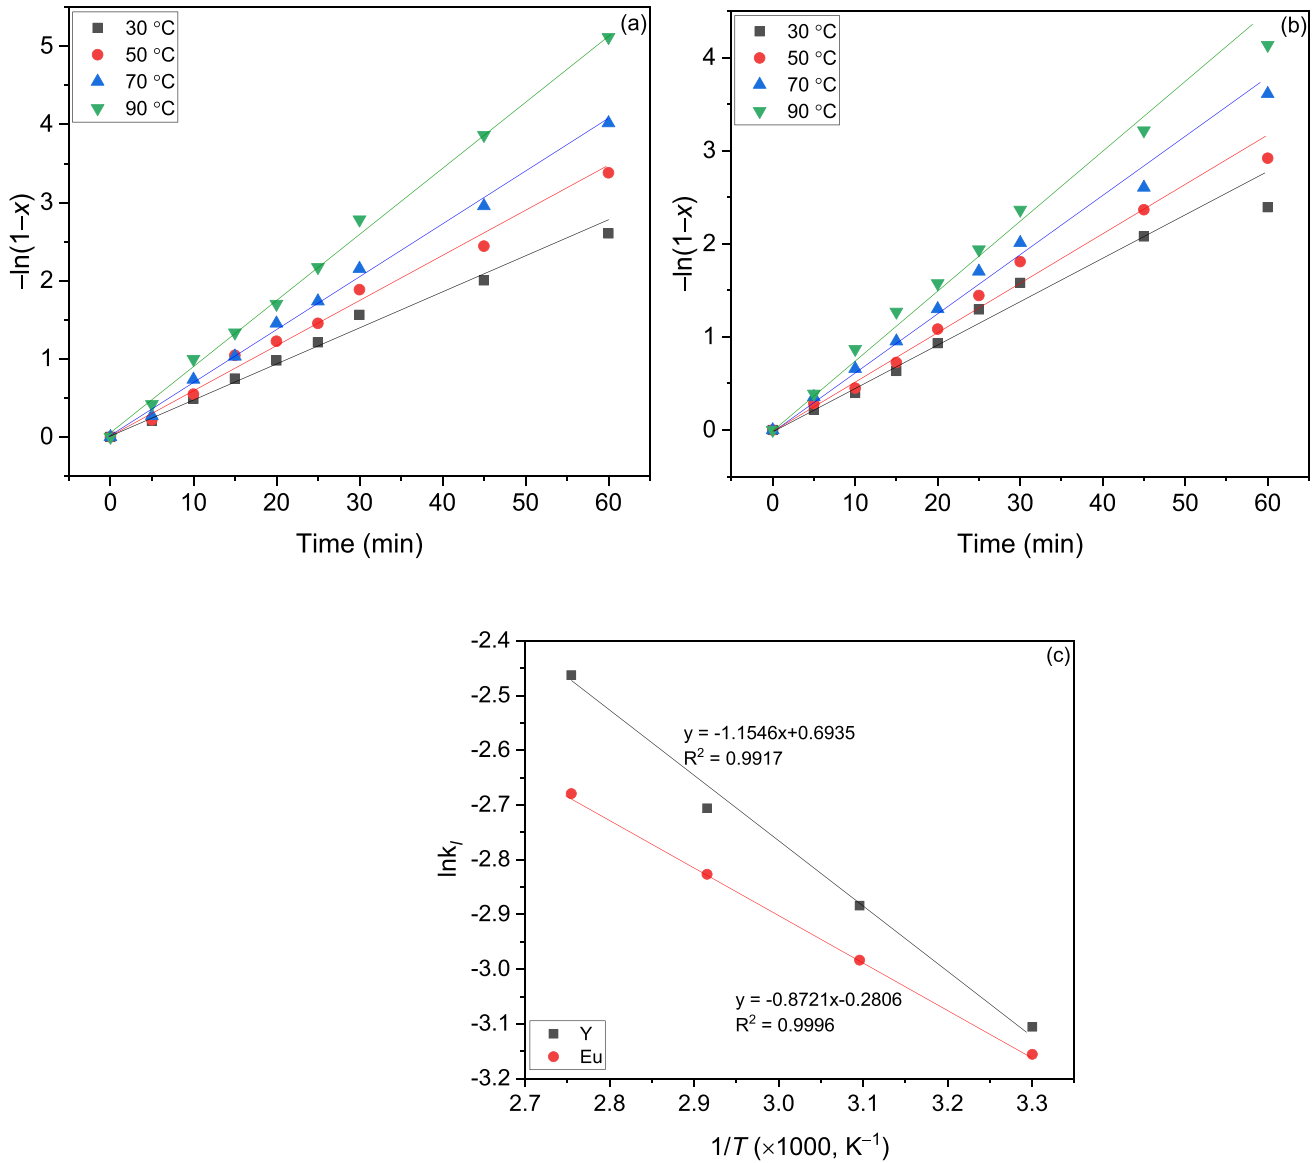 (a)
30 °C
50 °C
70 °C
90 °C
5
4
3
2
1
0
–ln(1–x)
0 10 20 30 40 50 60
Time (min)
(b)
30 °C
50 °C
70 °C
90 °C
4
3
2
1
0
–ln(1–x)
0 10 20 30 40 50 60
Time (min)
(c)
-2.4
-2.5
-2.6
-2.7
-2.8
-2.9
-3.0
-3.1
-3.2
lnk_l
y = -1.1546x+0.6935
R² = 0.9917
y = -0.8721x-0.2806
R² = 0.9996
Y
Eu
2.7 2.8 2.9 3.0 3.1 3.2 3.3
1/T (×1000, K⁻¹)